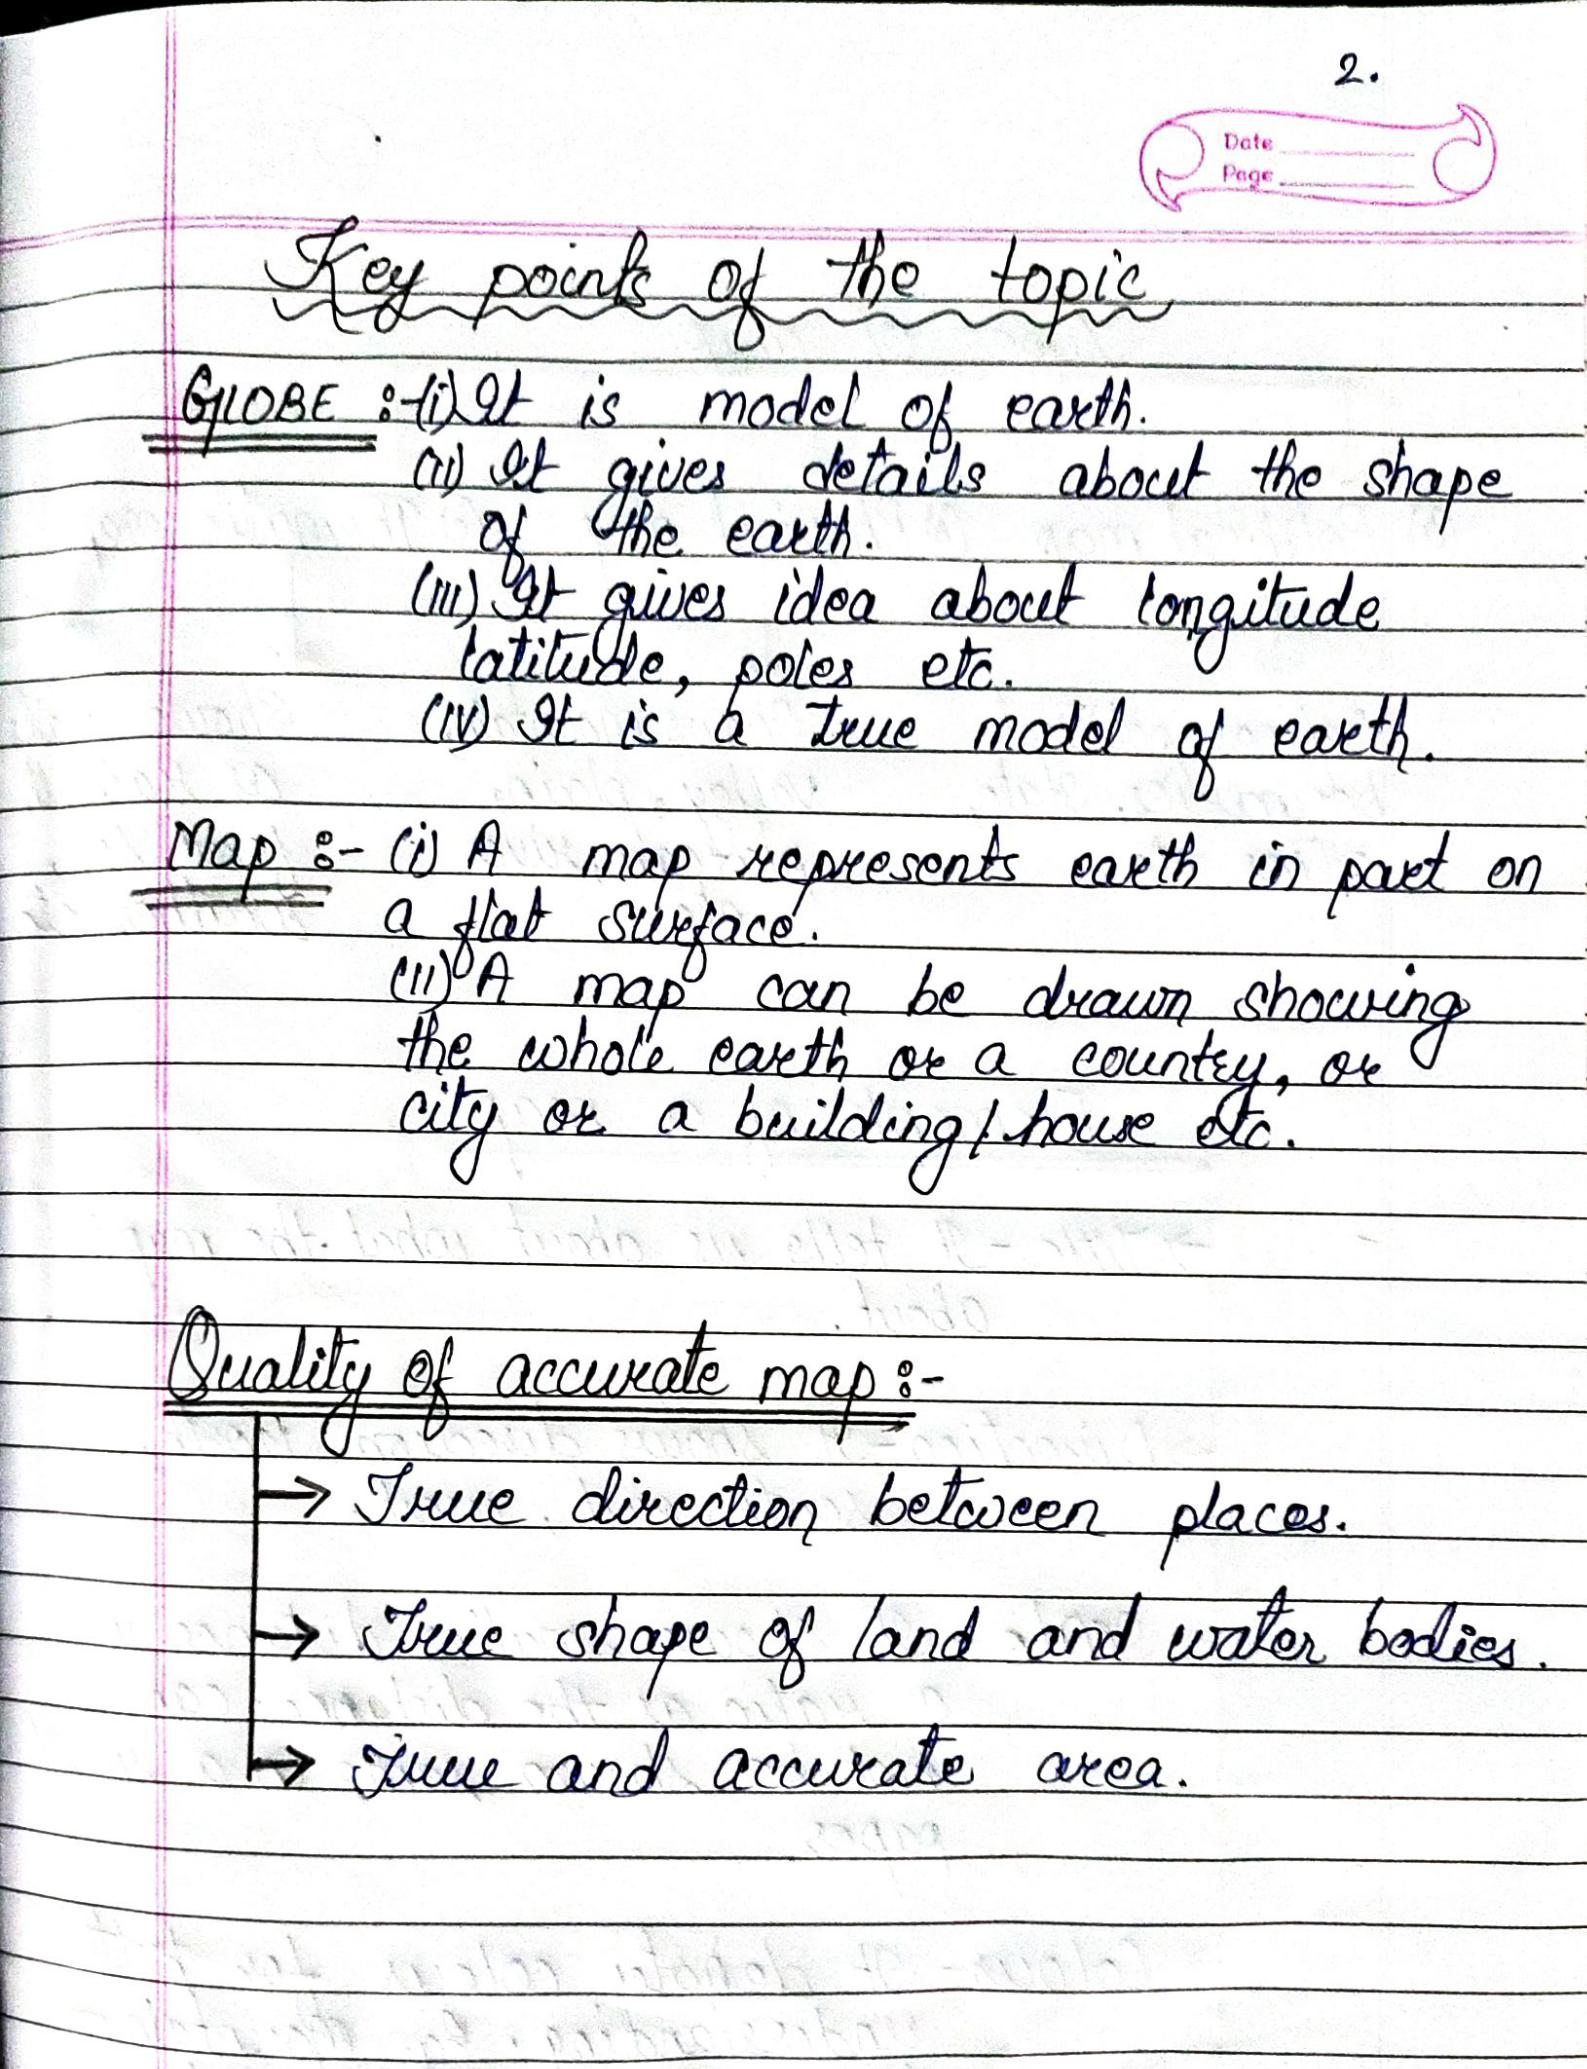 2.
Date
Page
Key points of the topic
GLOBE :-(i) It is model of earth.
(ii) It gives details about the shape
of the earth.
(iii) It gives idea about longitude
latitude, poles etc.
(iv) It is a true model of earth.
Map :- (i) A map represents earth in part on
a flat surface.
(ii) A map can be drawn showing
the whole earth or a country, or
city or a building/house etc.
Quality of accurate map :-
→ True direction between places.
→ True shape of land and water bodies.
→ True and accurate area.